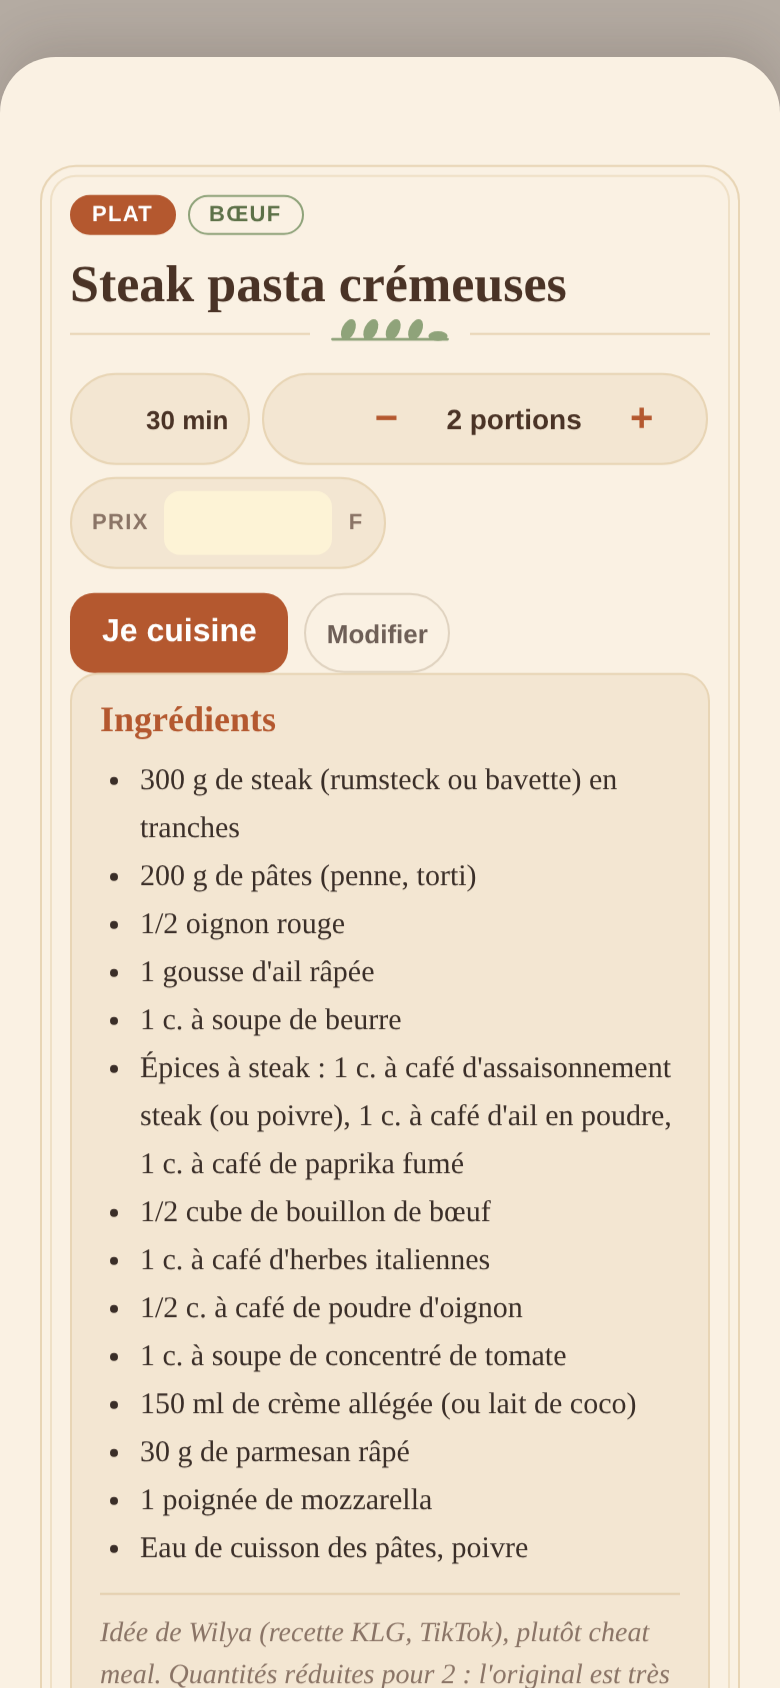 PLAT BŒUF
Steak pasta crémeuses
30 min − 2 portions +
PRIX F
Je cuisine Modifier
Ingrédients
• 300 g de steak (rumsteck ou bavette) en
tranches
• 200 g de pâtes (penne, torti)
• 1/2 oignon rouge
• 1 gousse d'ail râpée
• 1 c. à soupe de beurre
• Épices à steak : 1 c. à café d'assaisonnement
steak (ou poivre), 1 c. à café d'ail en poudre,
1 c. à café de paprika fumé
• 1/2 cube de bouillon de bœuf
• 1 c. à café d'herbes italiennes
• 1/2 c. à café de poudre d'oignon
• 1 c. à soupe de concentré de tomate
• 150 ml de crème allégée (ou lait de coco)
• 30 g de parmesan râpé
• 1 poignée de mozzarella
• Eau de cuisson des pâtes, poivre
Idée de Wilya (recette KLG, TikTok), plutôt cheat
meal. Quantités réduites pour 2 : l'original est très